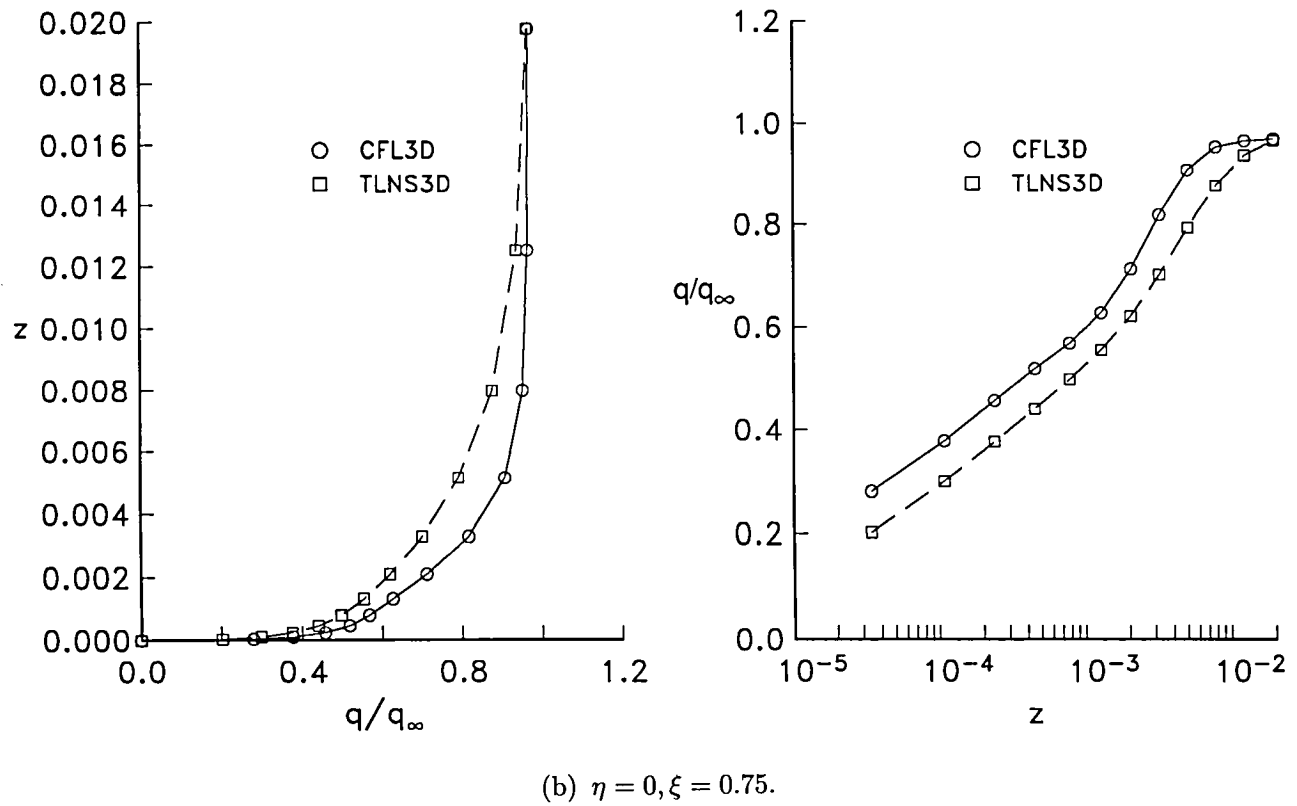 0.020
0.018
0.016
0.014
0.012
z 0.010
0.008
0.006
0.004
0.002
0.000
0.0 0.4 0.8 1.2
q/q∞
CFL3D
TLNS3D
1.2
1.0
0.8
q/q∞
0.6
0.4
0.2
0.0
10⁻⁵ 10⁻⁴ 10⁻³ 10⁻²
z
CFL3D
TLNS3D
(b) η = 0, ξ = 0.75.